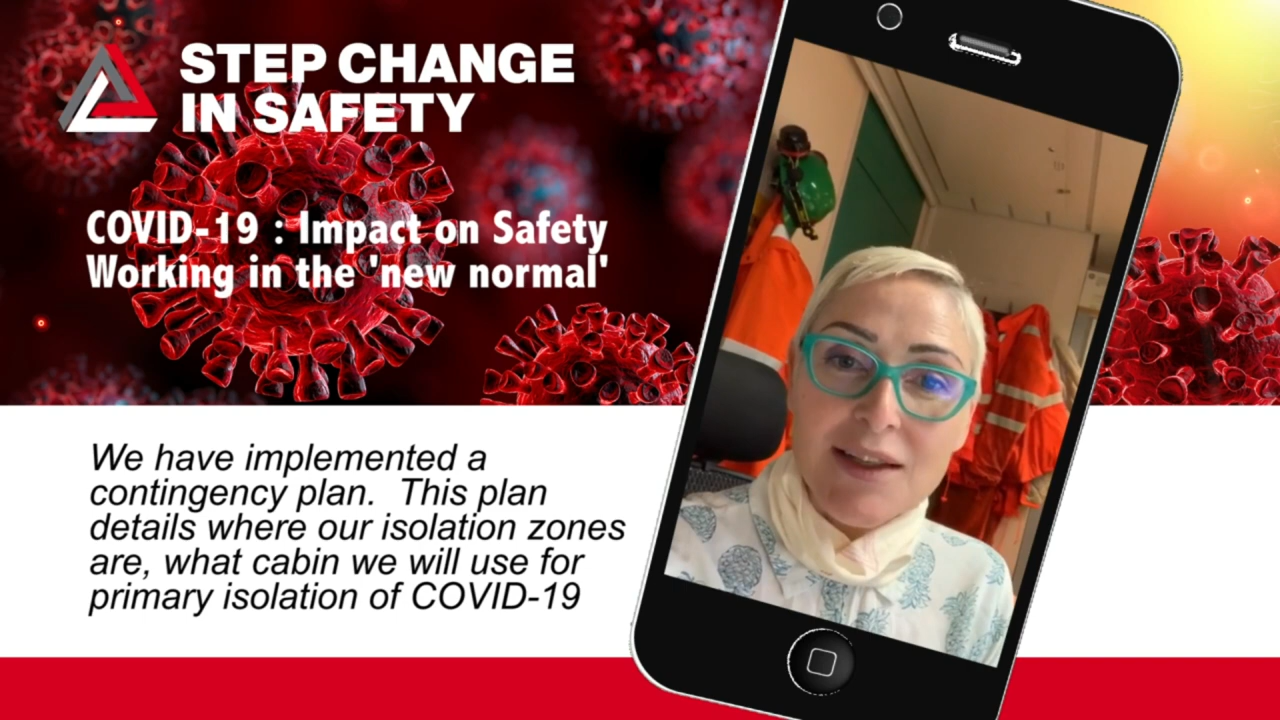 STEP CHANGE
IN SAFETY
COVID-19 : Impact on Safety
Working in the 'new normal'
We have implemented a
contingency plan.  This plan
details where our isolation zones
are, what cabin we will use for
primary isolation of COVID-19